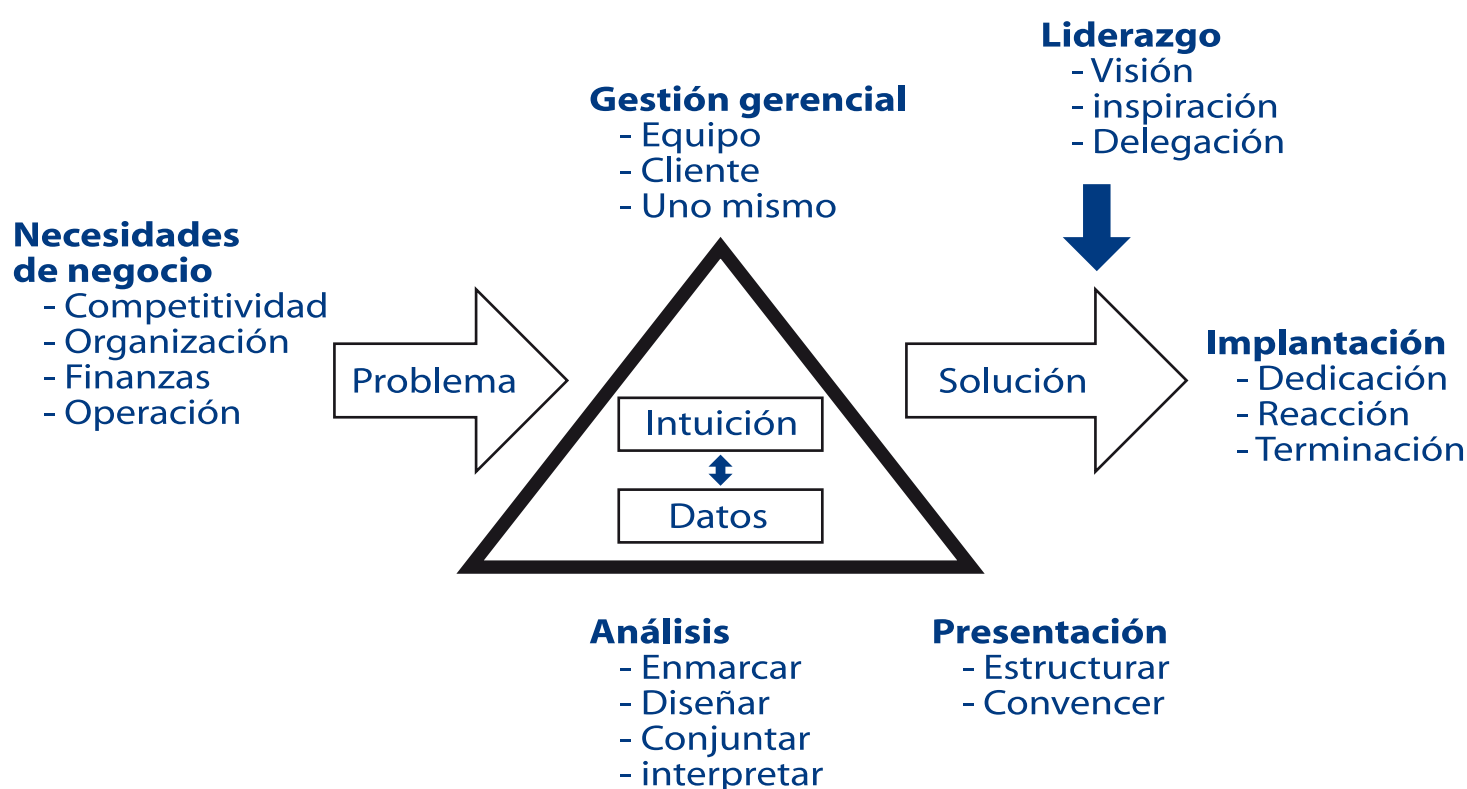 Necesidades
de negocio
- Competitividad
- Organización
- Finanzas
- Operación
Problema
Gestión gerencial
- Equipo
- Cliente
- Uno mismo
Intuición
Datos
Análisis
- Enmarcar
- Diseñar
- Conjuntar
- interpretar
Presentación
- Estructurar
- Convencer
Liderazgo
- Visión
- inspiración
- Delegación
Solución
Implantación
- Dedicación
- Reacción
- Terminación